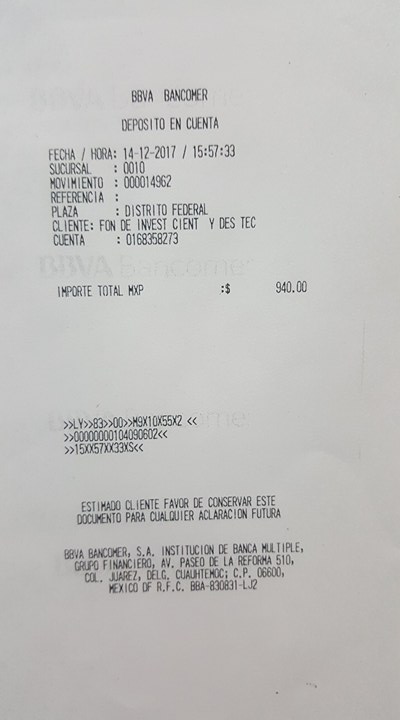 BBVA BANCOMER
DEPOSITO EN CUENTA
FECHA / HORA: 14-12-2017 / 15:57:33
SUCURSAL : 0010
MOVIMIENTO : 000014962
REFERENCIA :
PLAZA : DISTRITO FEDERAL
CLIENTE: FON DE INVEST CIENT Y DES TEC
CUENTA : 0168358273
BBVA Bancomer
IMPORTE TOTAL MXP :$ 940.00
>>LY>>83>>00>>M9X10X55X2 <<
>>00000000104090602<<
>>15XX57XX33XS<<
ESTIMADO CLIENTE FAVOR DE CONSERVAR ESTE
DOCUMENTO PARA CUALQUIER ACLARACION FUTURA
BBVA BANCOMER, S.A. INSTITUCION DE BANCA MULTIPLE,
GRUPO FINANCIERO, AV. PASEO DE LA REFORMA 510,
COL. JUAREZ, DELG. CUAUHTEMOC; C.P. 06600,
MEXICO DF R.F.C. BBA-830831-LJ2